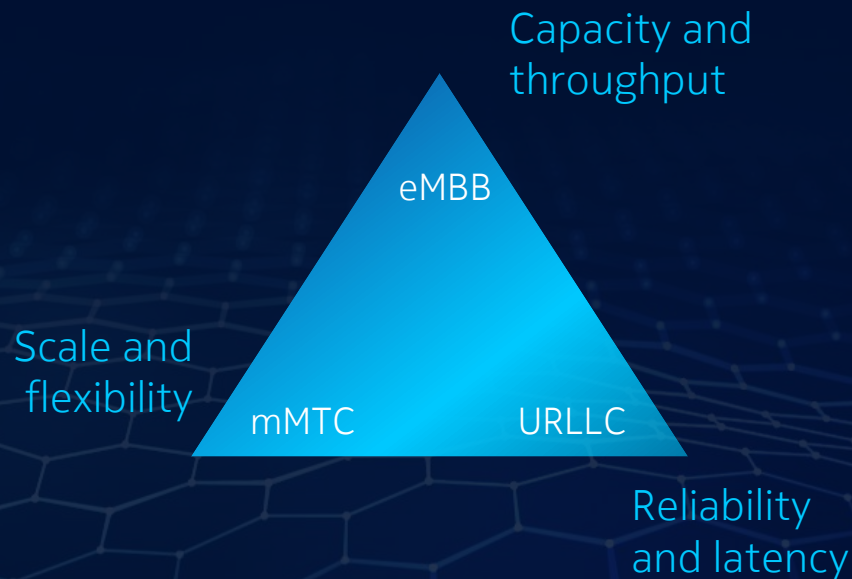 Capacity and
throughput
eMBB
Scale and
flexibility
mMTC
URLLC
Reliability
and latency